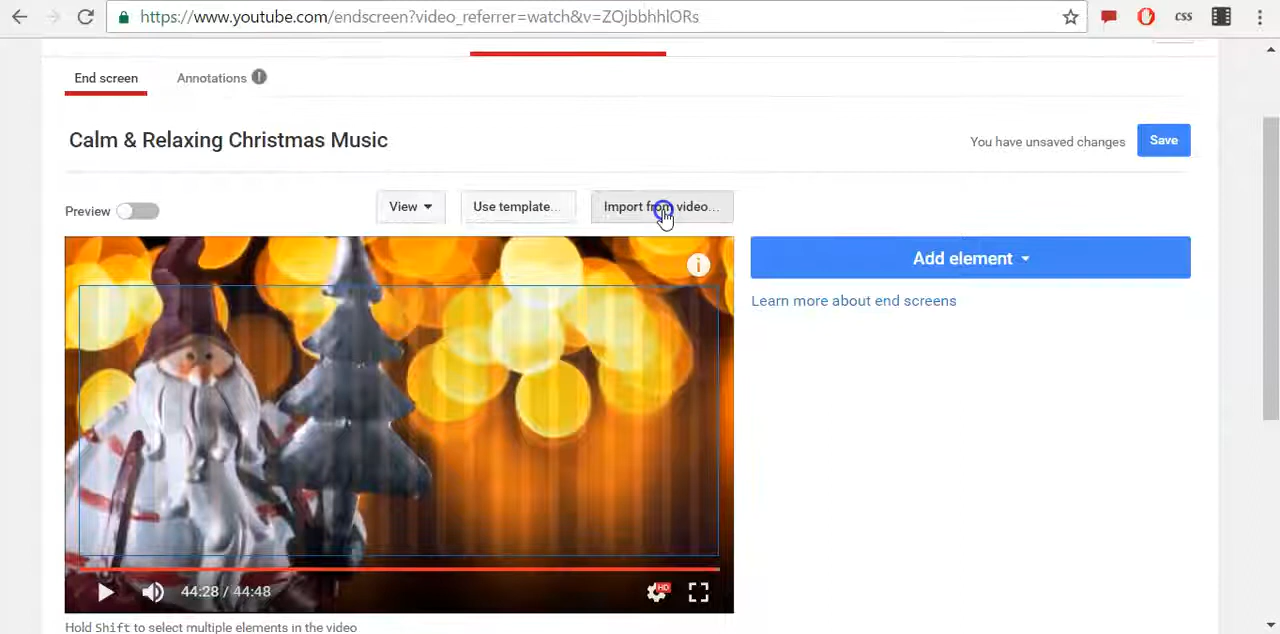 https://www.youtube.com/endscreen?video_referrer=watch&v=ZOjbbhhlORs
CSS
End screen Annotations
Calm & Relaxing Christmas Music
You have unsaved changes Save
Preview View Use template... Import from video...
Add element
Learn more about end screens
44:28 / 44:48
HD
Hold Shift to select multiple elements in the video